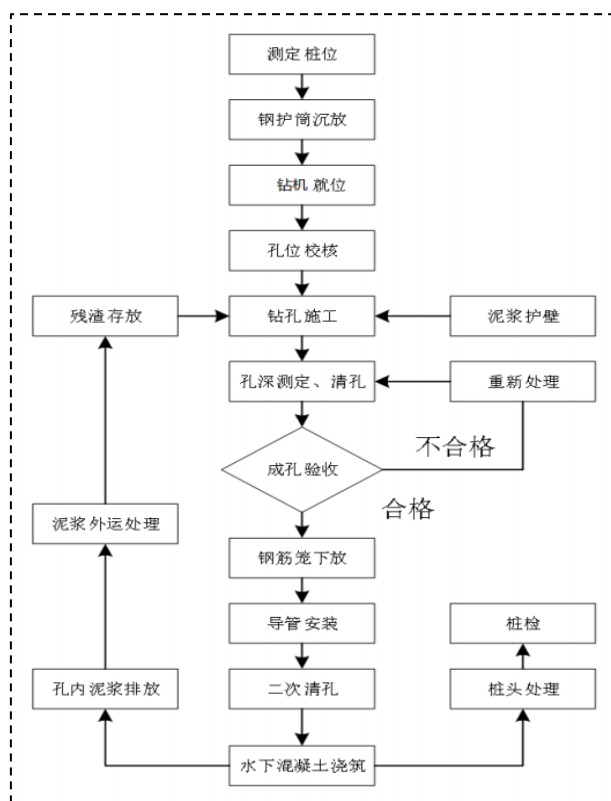 测定桩位
钢护筒沉放
钻机就位
孔位校核
残渣存放
钻孔施工
泥浆护壁
孔深测定、清孔
重新处理
成孔验收
不合格
合格
泥浆外运处理
钢筋笼下放
导管安装
桩检
孔内泥浆排放
二次清孔
桩头处理
水下混凝土浇筑